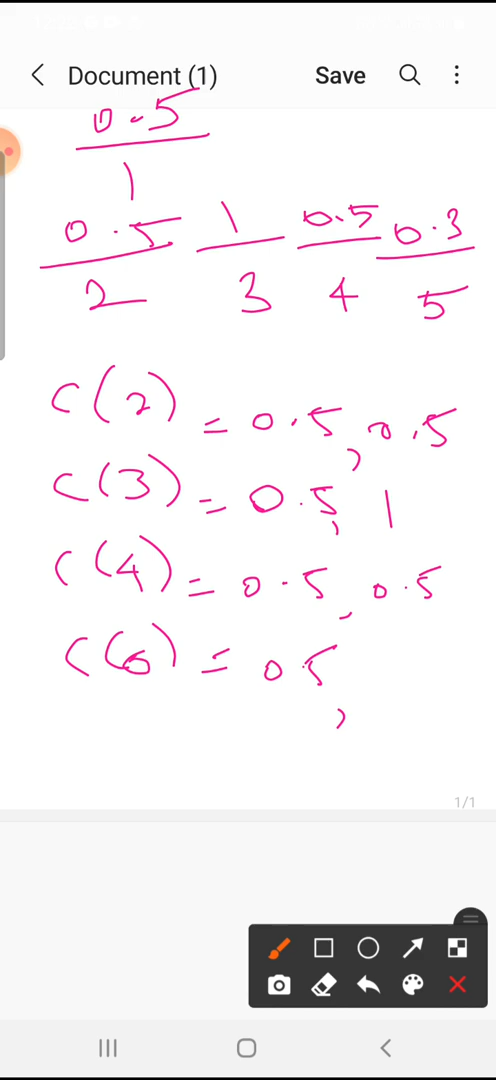 Document (1) Save
0.5
1
0.5 1 0.5 0.3
2 3 4 5
C(2) = 0.5, 0.5
C(3) = 0.5, 1
C(4) = 0.5, 0.5
C(6) = 0.5,
1/1